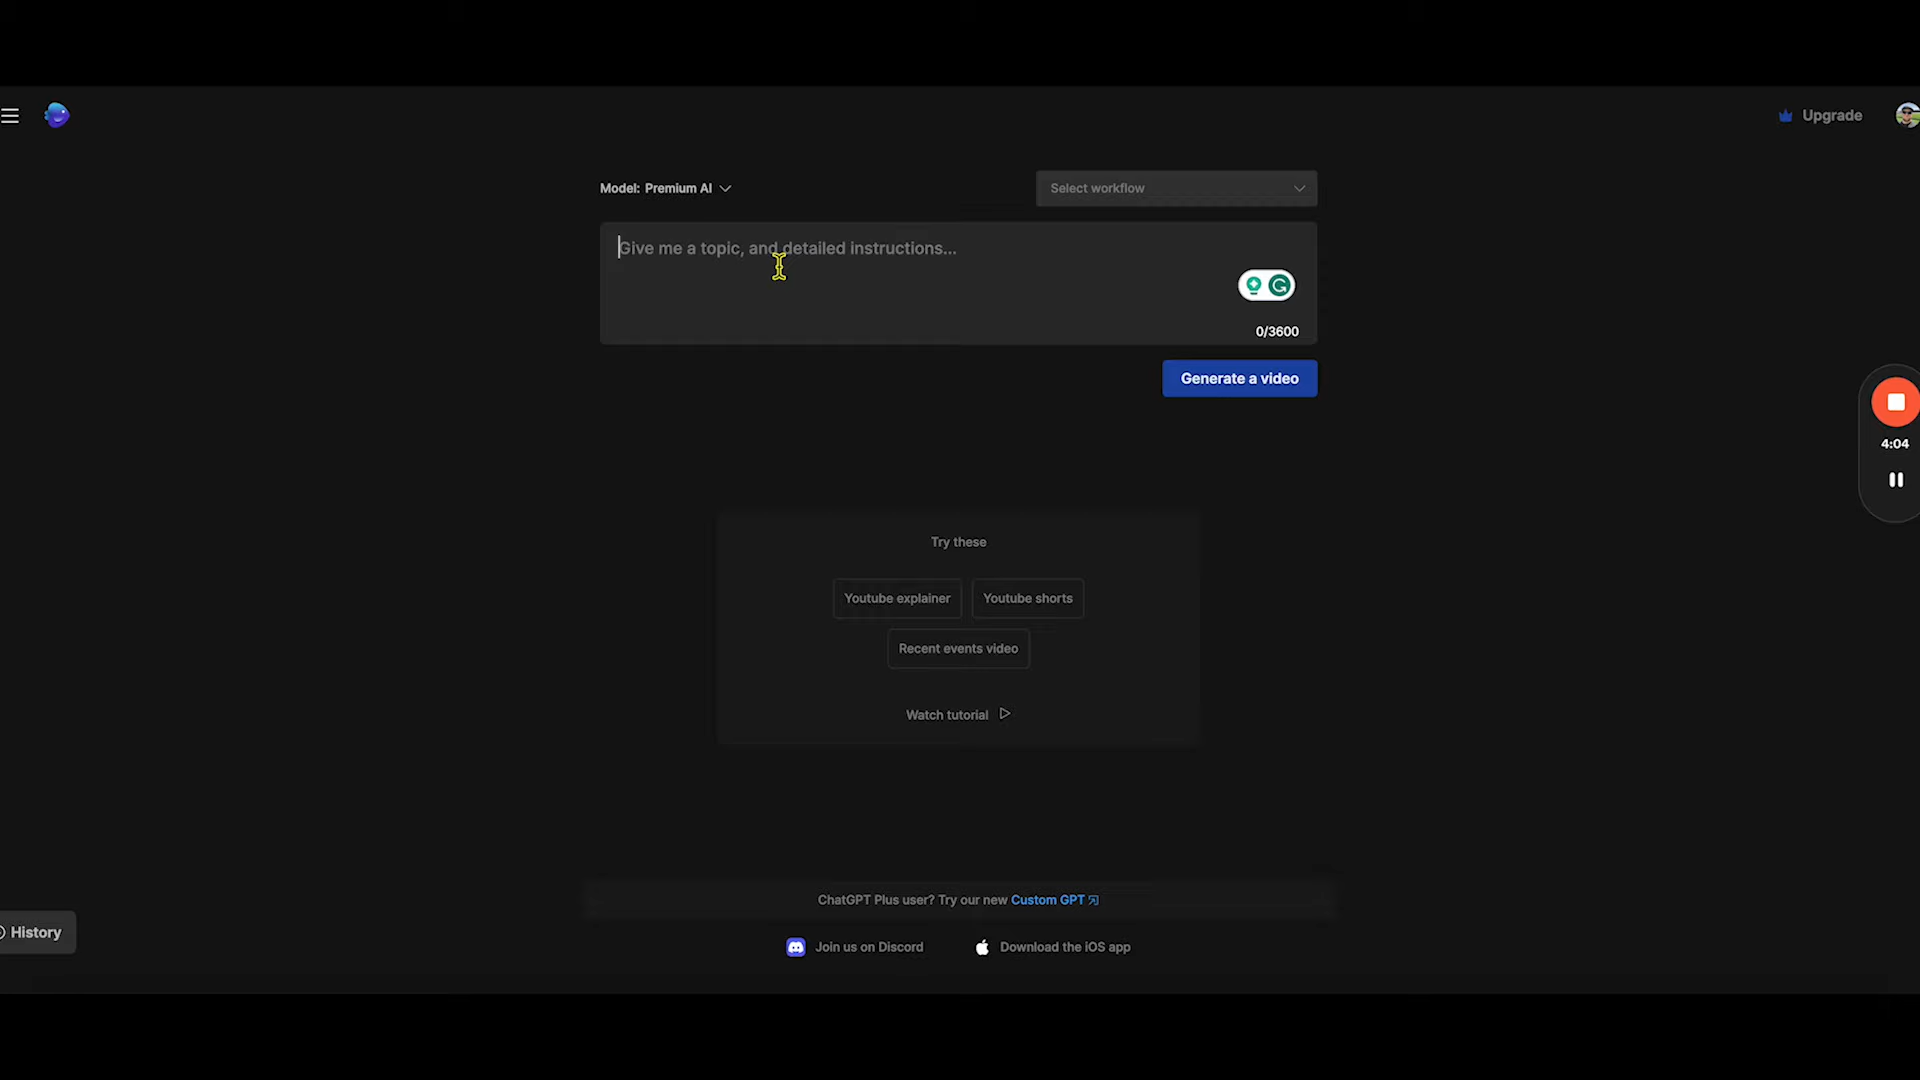 Upgrade
Model: Premium AI
Select workflow
Give me a topic, and detailed instructions...
0/3600
Generate a video
4:04
Try these
Youtube explainer
Youtube shorts
Recent events video
Watch tutorial
ChatGPT Plus user? Try our new Custom GPT
History
Join us on Discord
Download the iOS app